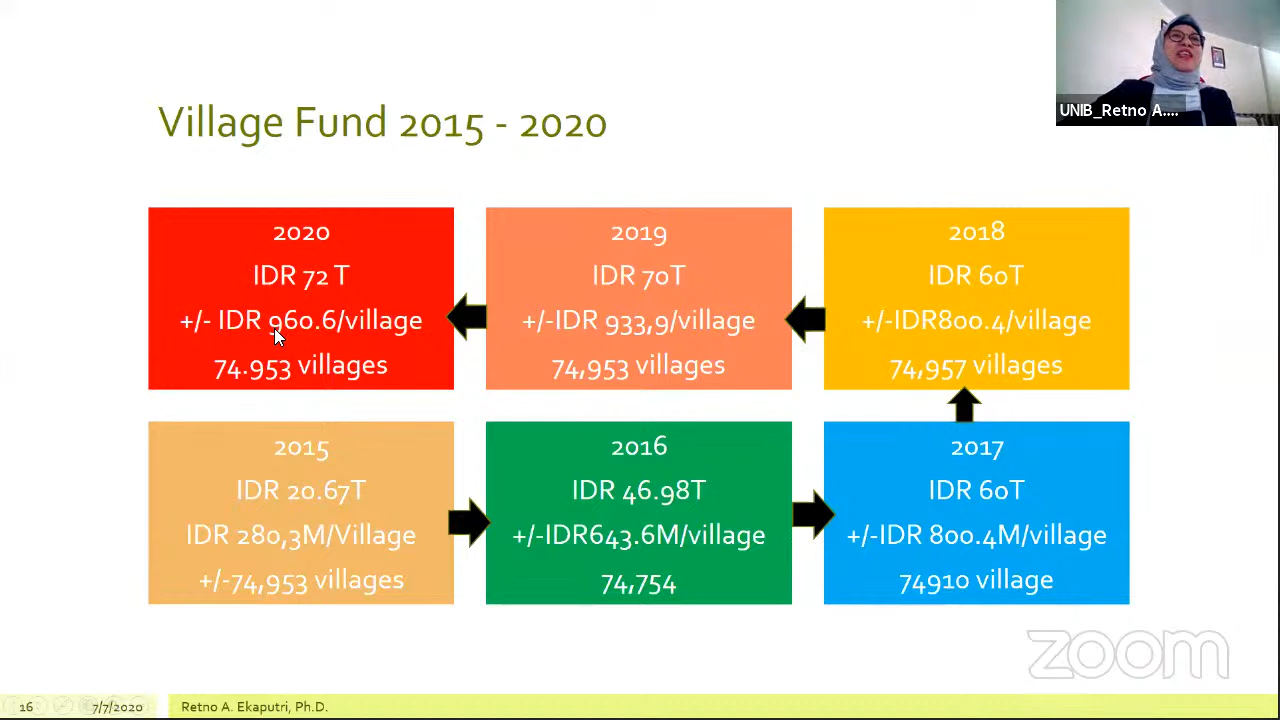 UNIB_Retno A....
Village Fund 2015 - 2020
2020
IDR 72 T
+/- IDR 960.6/village
74.953 villages
2019
IDR 70T
+/-IDR 933,9/village
74,953 villages
2018
IDR 60T
+/-IDR800.4/village
74,957 villages
2015
IDR 20.67T
IDR 280,3M/Village
+/-74,953 villages
2016
IDR 46.98T
+/-IDR643.6M/village
74,754
2017
IDR 60T
+/-IDR 800.4M/village
74910 village
zoom
16
7/7/2020
Retno A. Ekaputri, Ph.D.